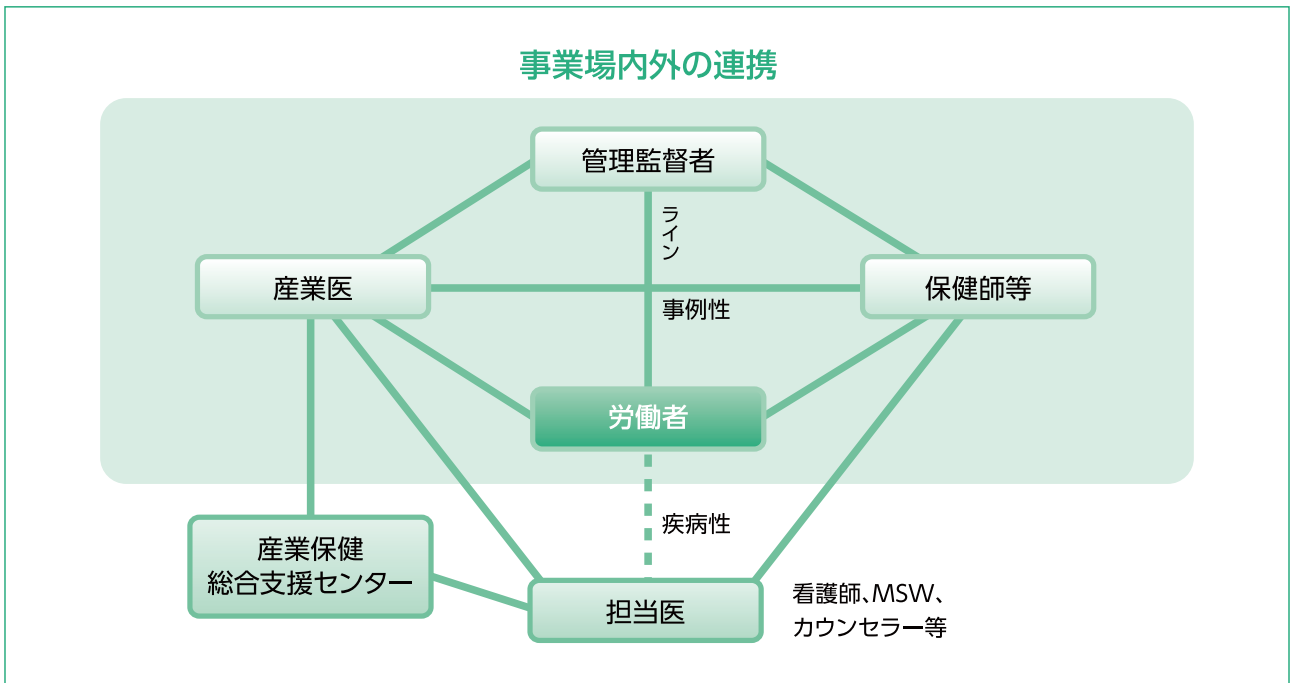 事業場内外の連携
管理監督者
ライン
産業医
保健師等
事例性
労働者
疾病性
産業保健
総合支援センター
担当医
看護師、MSW、
カウンセラー等